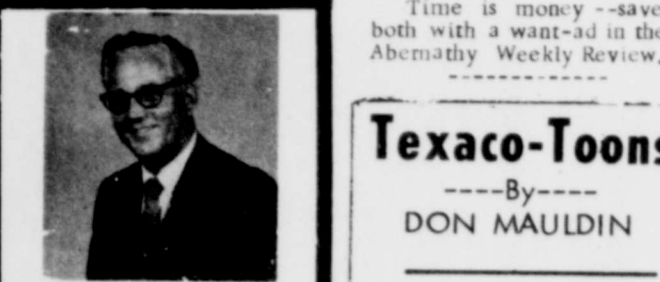 Time is money --save
both with a want-ad in the
Abernathy Weekly Review.
-------------
Texaco-Toons
----By----
DON MAULDIN